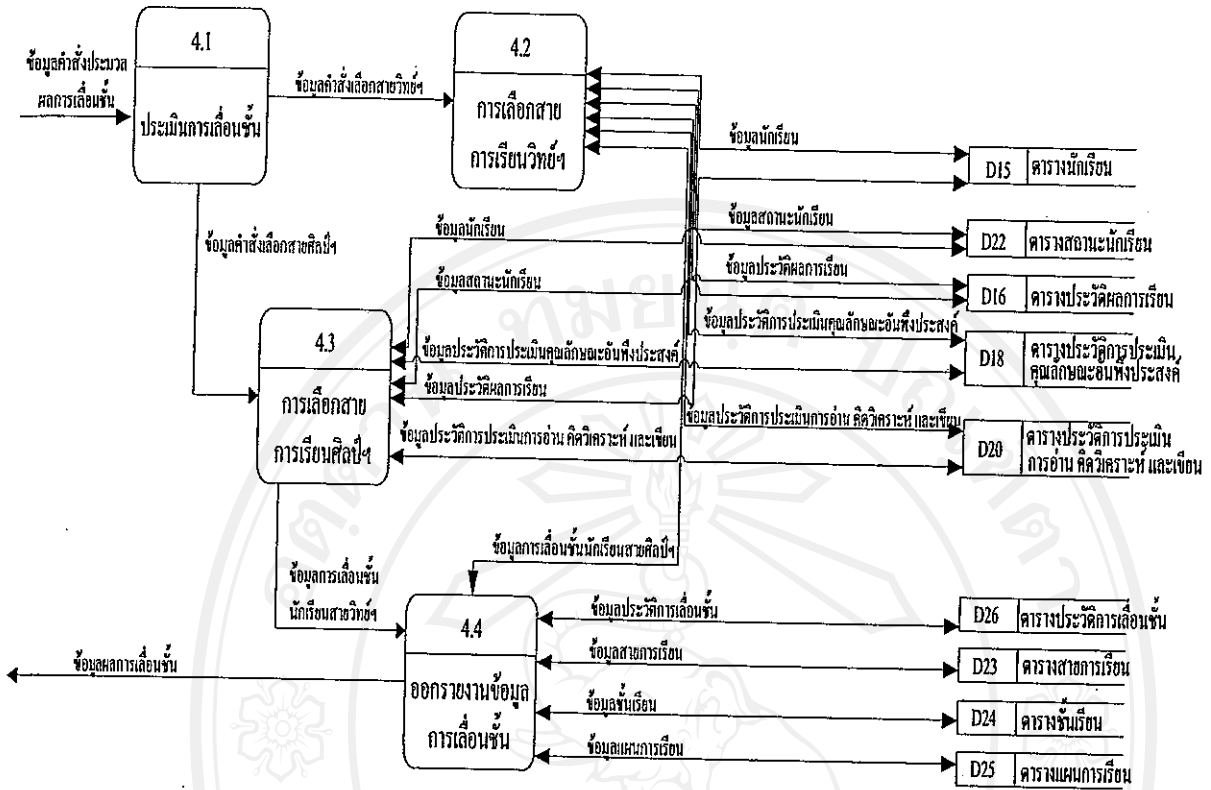 4.1
ประเมินการเลื่อนชั้น
ข้อมูลคำสั่งประมวล
ผลการเลื่อนชั้น
ข้อมูลคำสั่งเลือกสายวิทย์ฯ
4.2
การเลือกสาย
การเรียนวิทย์ฯ
ข้อมูลนักเรียน
D15 ตารางนักเรียน
ข้อมูลคำสั่งเลือกสายศิลป์ฯ
ข้อมูลนักเรียน
ข้อมูลสถานะนักเรียน
D22 ตารางสถานะนักเรียน
ข้อมูลสถานะนักเรียน
ข้อมูลประวัติผลการเรียน
D16 ตารางประวัติผลการเรียน
4.3
การเลือกสาย
การเรียนศิลป์ฯ
ข้อมูลประวัติการประเมินคุณลักษณะอันพึงประสงค์
ข้อมูลประวัติการประเมินคุณลักษณะอันพึงประสงค์
D18 ตารางประวัติการประเมิน
คุณลักษณะอันพึงประสงค์
ข้อมูลประวัติผลการเรียน
ข้อมูลประวัติการประเมินการอ่าน คิดวิเคราะห์ และเขียน
ข้อมูลประวัติการประเมินการอ่าน คิดวิเคราะห์ และเขียน
D20 ตารางประวัติการประเมิน
การอ่าน คิดวิเคราะห์ และเขียน
ข้อมูลการเลื่อนชั้นนักเรียนสายศิลป์ฯ
ข้อมูลการเลื่อนชั้น
นักเรียนสายวิทย์ฯ
4.4
ออกรายงานข้อมูล
การเลื่อนชั้น
ข้อมูลผลการเลื่อนชั้น
ข้อมูลประวัติการเลื่อนชั้น
D26 ตารางประวัติการเลื่อนชั้น
ข้อมูลสายการเรียน
D23 ตารางสายการเรียน
ข้อมูลชั้นเรียน
D24 ตารางชั้นเรียน
ข้อมูลแผนการเรียน
D25 ตารางแผนการเรียน